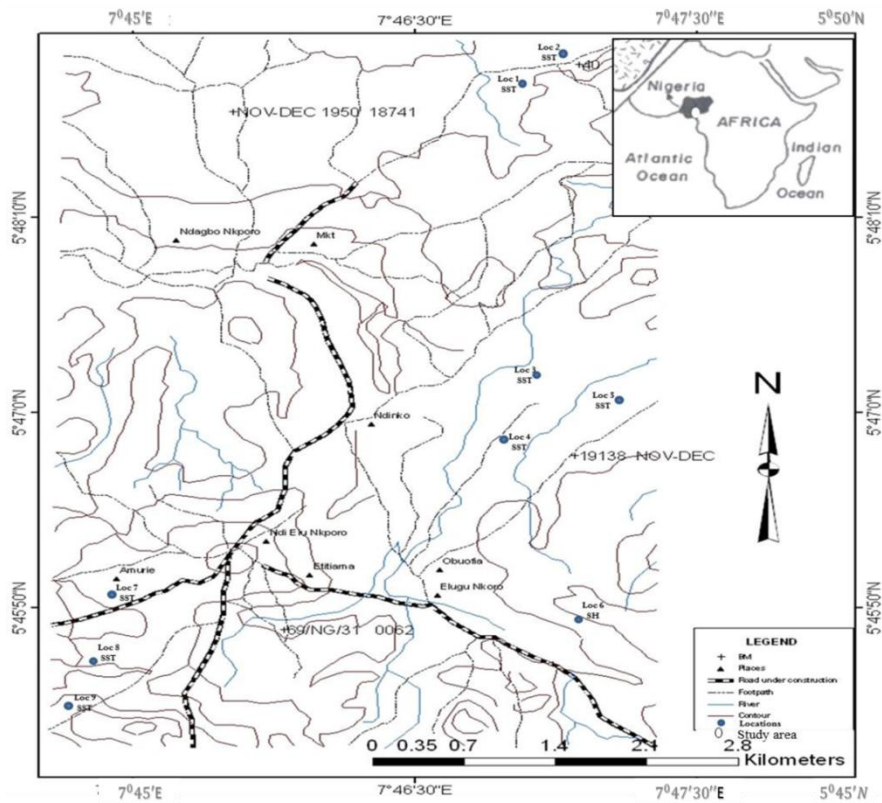 7°45'E 7°46'30"E 7°47'30"E 5°50'N
Loc 2
SST
+40
Loc 1
SST
+NOV-DEC 1950 18741
Nigeria
AFRICA
Atlantic
Ocean
Indian
Ocean
5°48'10 5°48'10
Ndagbo Nkporo
Mkt
SST
Loc 5
SST
N
5°47'0 5°47'0
Ndinko
Loc 4
SST
+19138 NOV-DEC
Ndi Elu Nkporo
Etitiama
Obuofia
Amurie
Elugu Nkoro
Loc 7
SST
5°45'50 5°45'50
Loc 6
SH
+69/NG/31 0062
Loc 8
SST
Loc 9
SST
LEGEND
BM
Places
Road under construction
Footpath
River
Contour
Locations
Study area
0 0.35 0.7 1.4 2.1 2.8
Kilometers
7°45'E 7°46'30"E 7°47'30"E 5°45'N